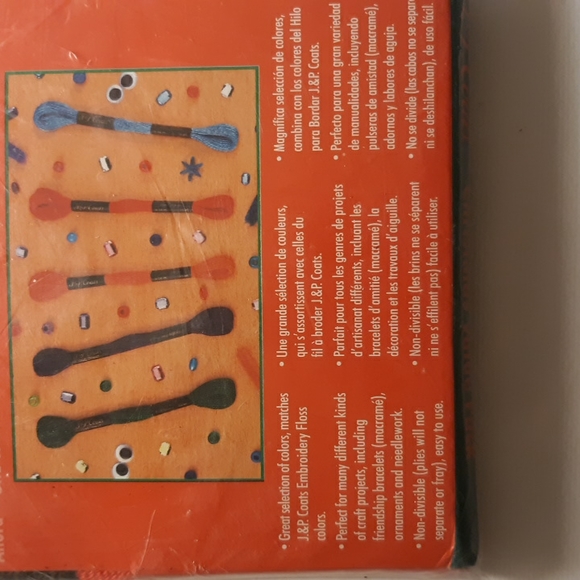 • Great selection of colors, matches
J.&P. Coats Embroidery Floss
colors.
• Perfect for many different kinds
of craft projects, including
friendship bracelets (macramé),
ornaments and needlework.
• Non-divisible (plies will not
separate or fray), easy to use.
• Une grande sélection de couleurs,
qui s'assortissent avec celles du
fil à broder J.&P. Coats.
• Parfait pour tous les genres de projets
d'artisanat différents, incluant les
bracelets d'amitié (macramé), la
décoration et les travaux d'aiguille.
• Non-divisible (les brins ne se séparent
ni ne s'effilent pas) facile à utiliser.
• Magnífica selección de colores,
combina con los colores del Hilo
para Bordar J.&P. Coats.
• Perfecto para una gran variedad
de manualidades, incluyendo
pulseras de amistad (macramé),
adornos y labores de aguja.
• No se divide (los cabos no se separ
ni se deshilanchan), de uso fácil.